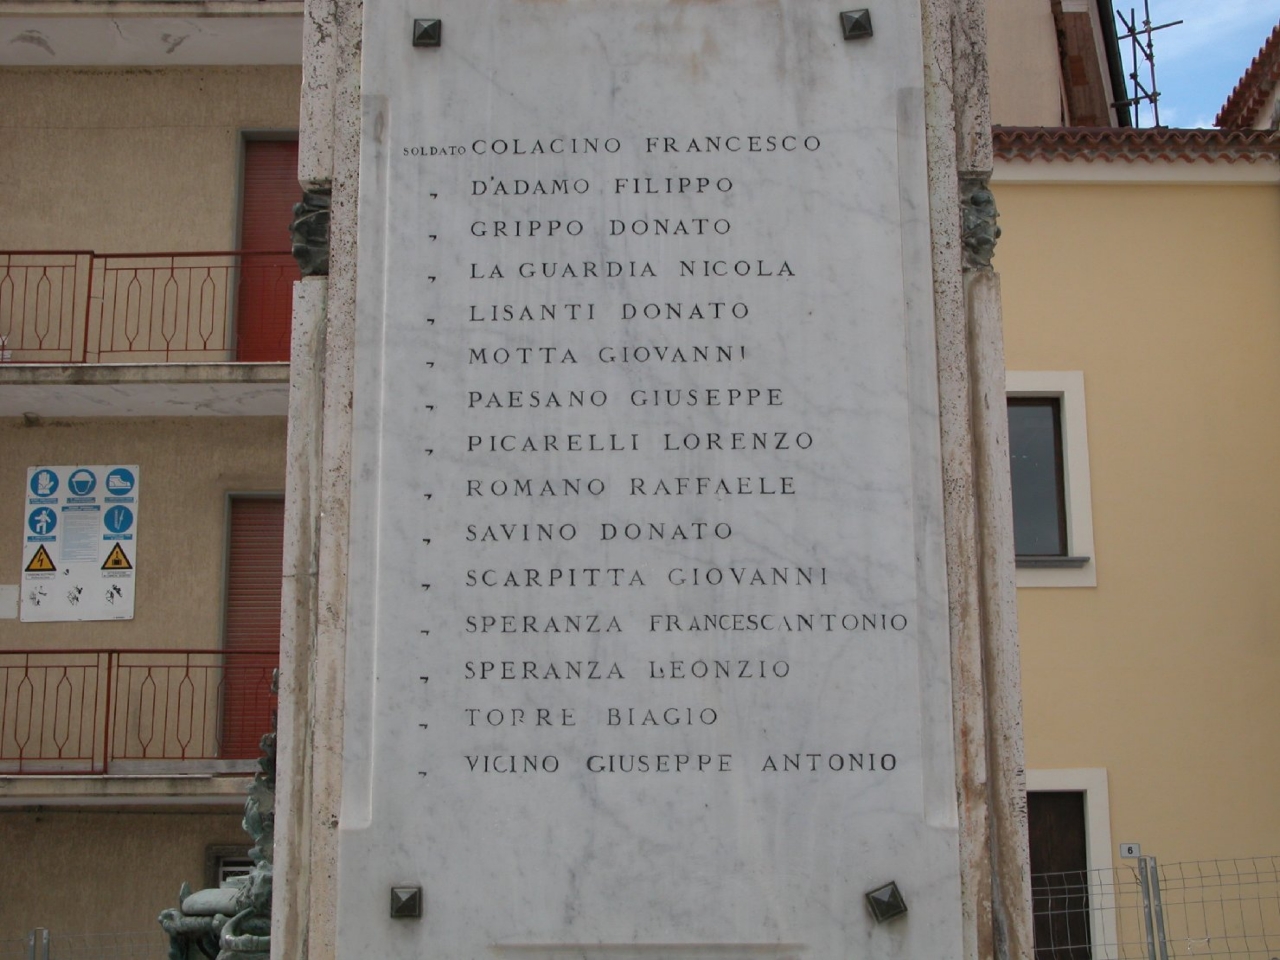 SOLDATO COLACINO FRANCESCO
" D'ADAMO FILIPPO
" GRIPPO DONATO
" LA GUARDIA NICOLA
" LISANTI DONATO
" MOTTA GIOVANNI
" PAESANO GIUSEPPE
" PICARELLI LORENZO
" ROMANO RAFFAELE
" SAVINO DONATO
" SCARPITTA GIOVANNI
" SPERANZA FRANCESCANTONIO
" SPERANZA LEONZIO
" TORRE BIAGIO
" VICINO GIUSEPPE ANTONIO
6